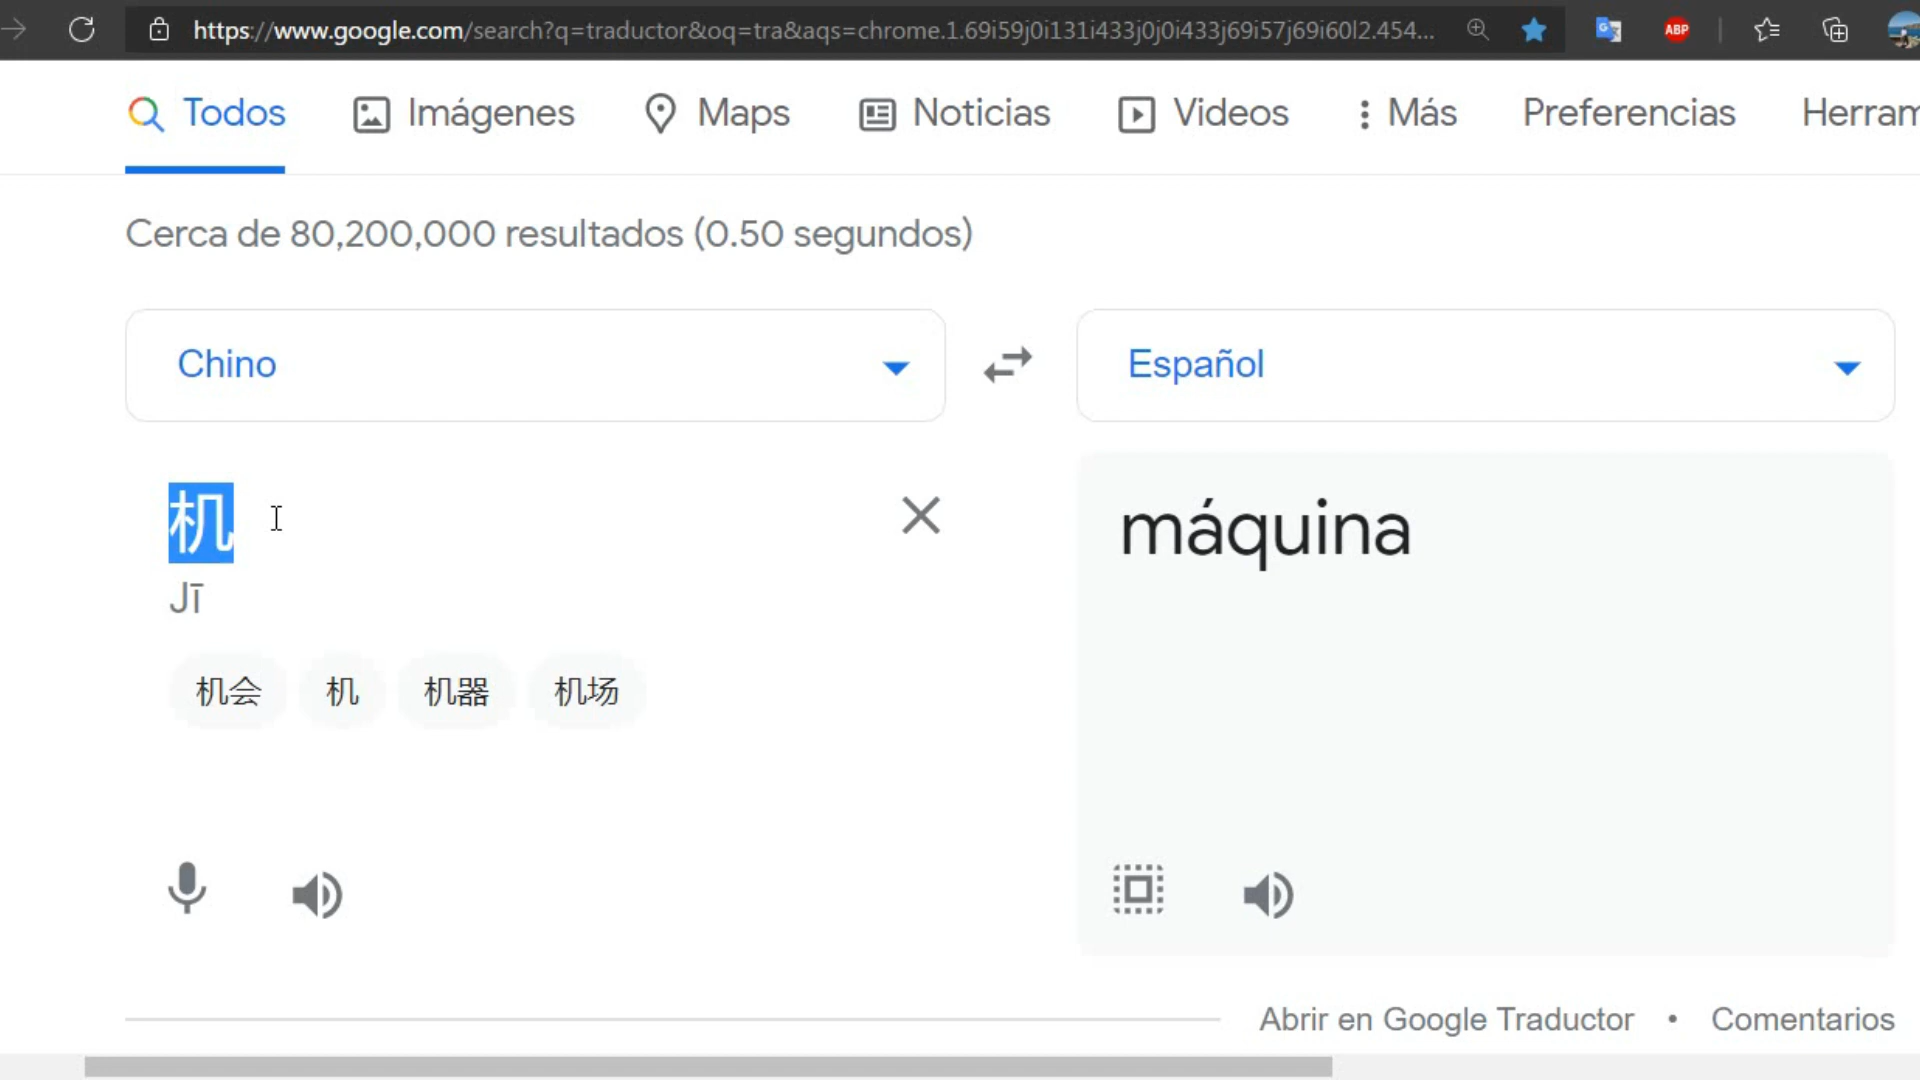 https://www.google.com/search?q=traductor&oq=tra&aqs=chrome.1.69i59j0i131i433j0j0i433j69i57j69i60l2.454...
ABP
Todos Imágenes Maps Noticias Videos Más Preferencias Herram
Cerca de 80,200,000 resultados (0.50 segundos)
Chino Español
机 máquina
Jī
机会 机 机器 机场
Abrir en Google Traductor • Comentarios